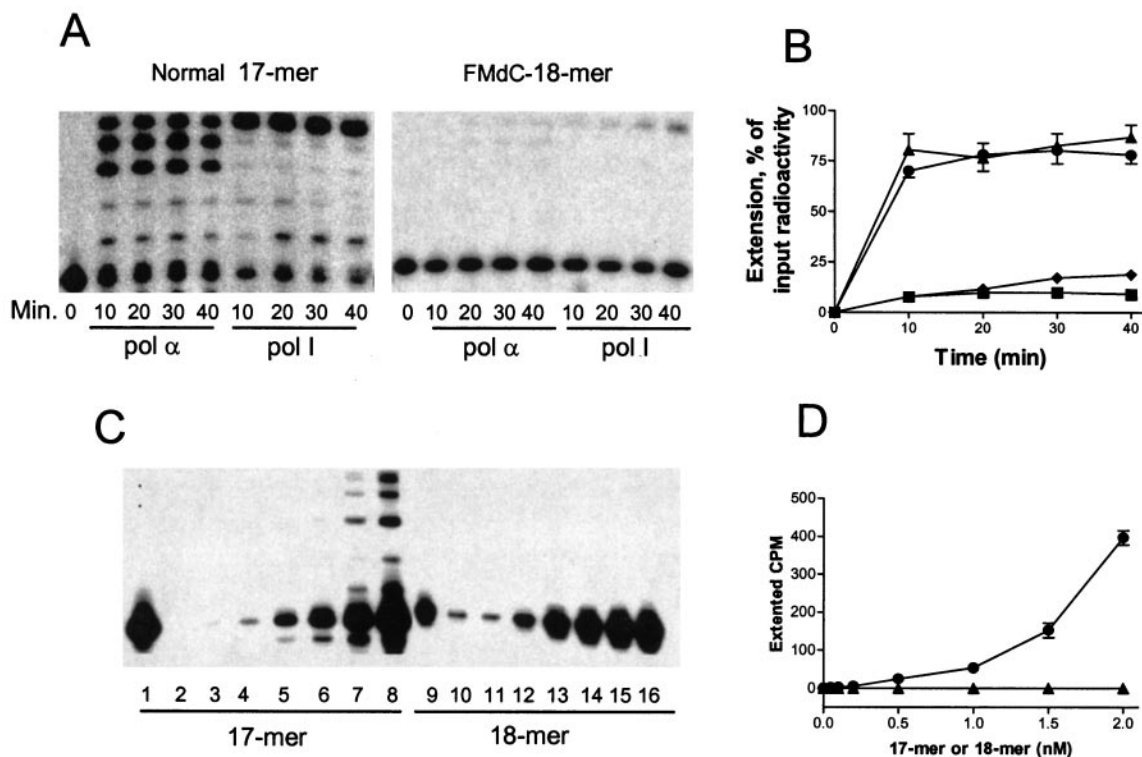 A
Normal 17-mer
FMdC-18-mer
Min. 0 10 20 30 40 10 20 30 40
0 10 20 30 40 10 20 30 40
pol α
pol I
pol α
pol I
B
Extension, % of
input radioactivity
100
75
50
25
0
0 10 20 30 40
Time (min)
C
1 2 3 4 5 6 7 8 9 10 11 12 13 14 15 16
17-mer
18-mer
D
Extented CPM
500
400
300
200
100
0
0.0 0.5 1.0 1.5 2.0
17-mer or 18-mer (nM)